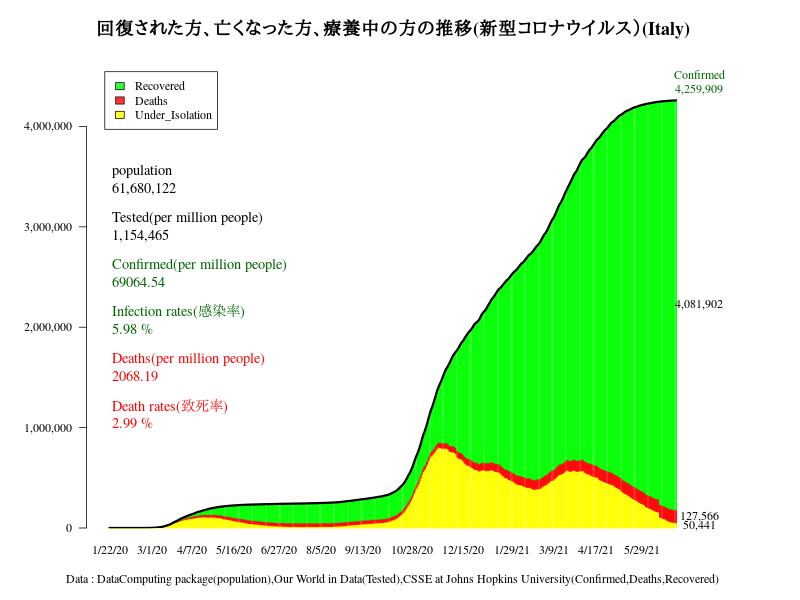 回復された方、亡くなった方、療養中の方の推移(新型コロナウイルス）(Italy)
Confirmed
4,259,909
Recovered
Deaths
Under_Isolation
4,000,000
3,000,000
2,000,000
1,000,000
0
population
61,680,122
Tested(per million people)
1,154,465
Confirmed(per million people)
69064.54
Infection rates(感染率)
5.98 %
Deaths(per million people)
2068.19
Death rates(致死率)
2.99 %
4,081,902
127,566
50,441
1/22/20 3/1/20 4/7/20 5/16/20 6/27/20 8/5/20 9/13/20 10/28/20 12/15/20 1/29/21 3/9/21 4/17/21 5/29/21
Data : DataComputing package(population),Our World in Data(Tested),CSSE at Johns Hopkins University(Confirmed,Deaths,Recovered)